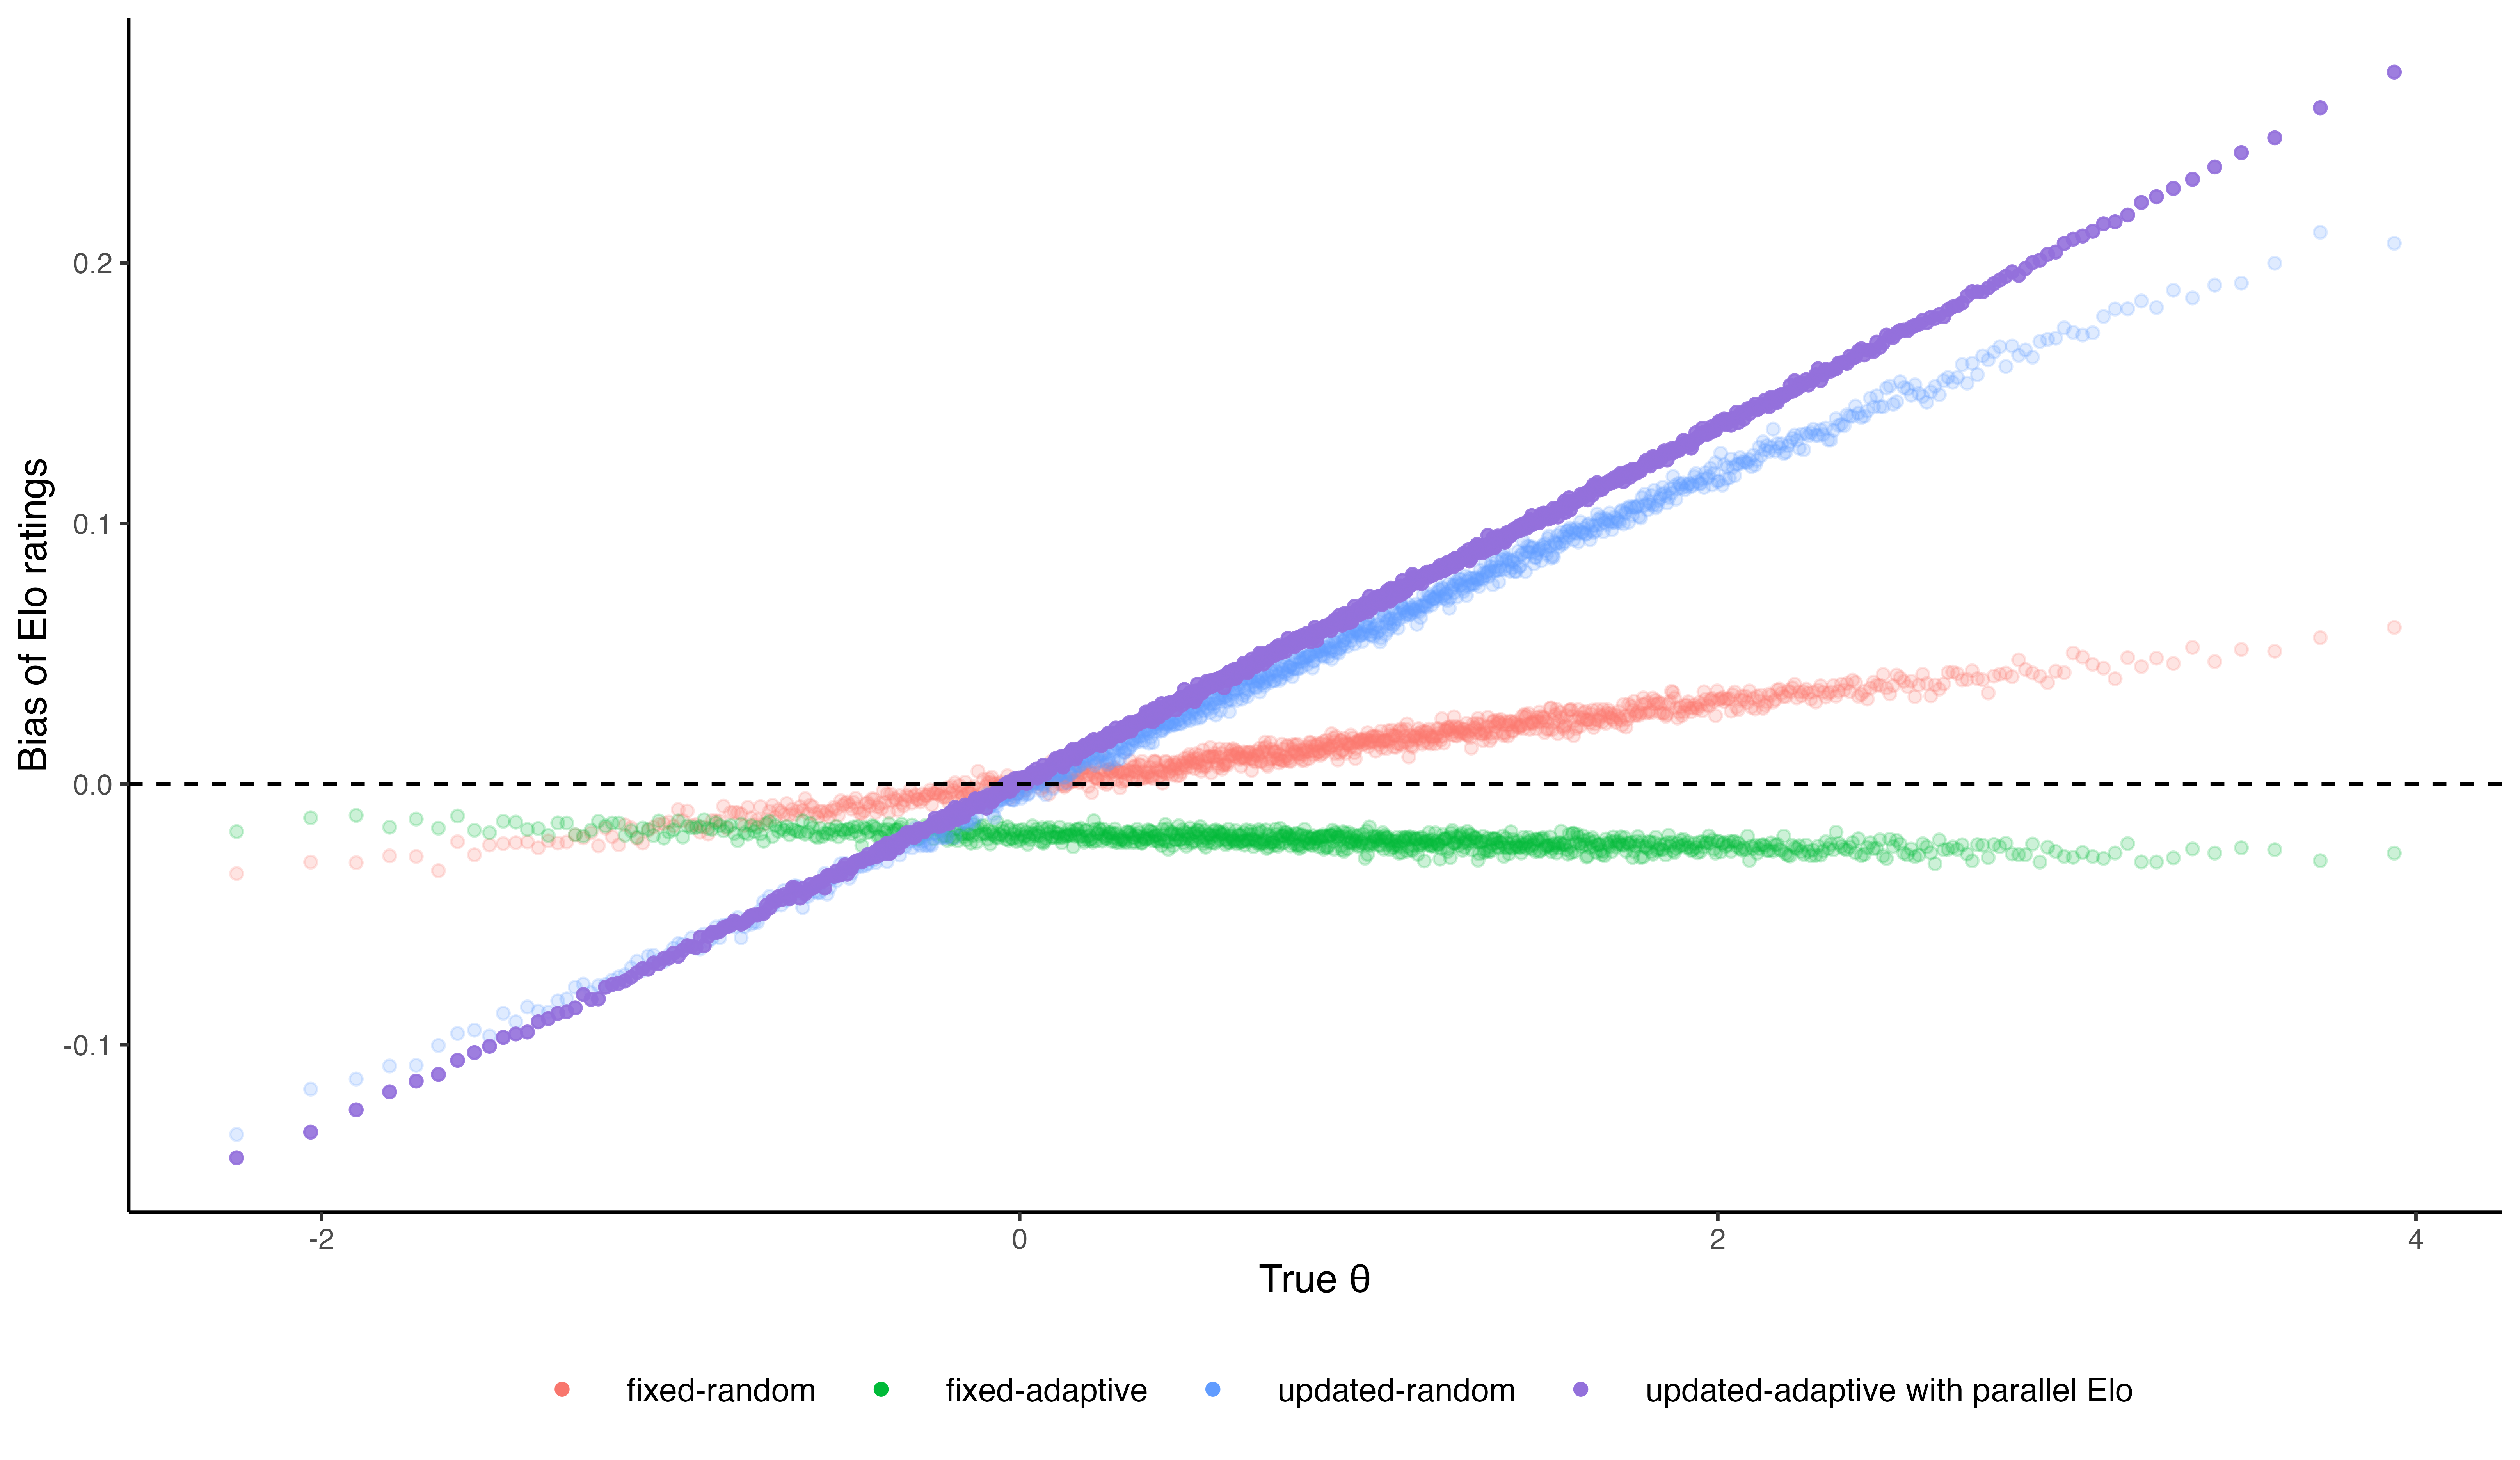 Bias of Elo ratings
0.2
0.1
0.0
-0.1
-2
0
2
4
True θ
fixed-random
fixed-adaptive
updated-random
updated-adaptive with parallel Elo